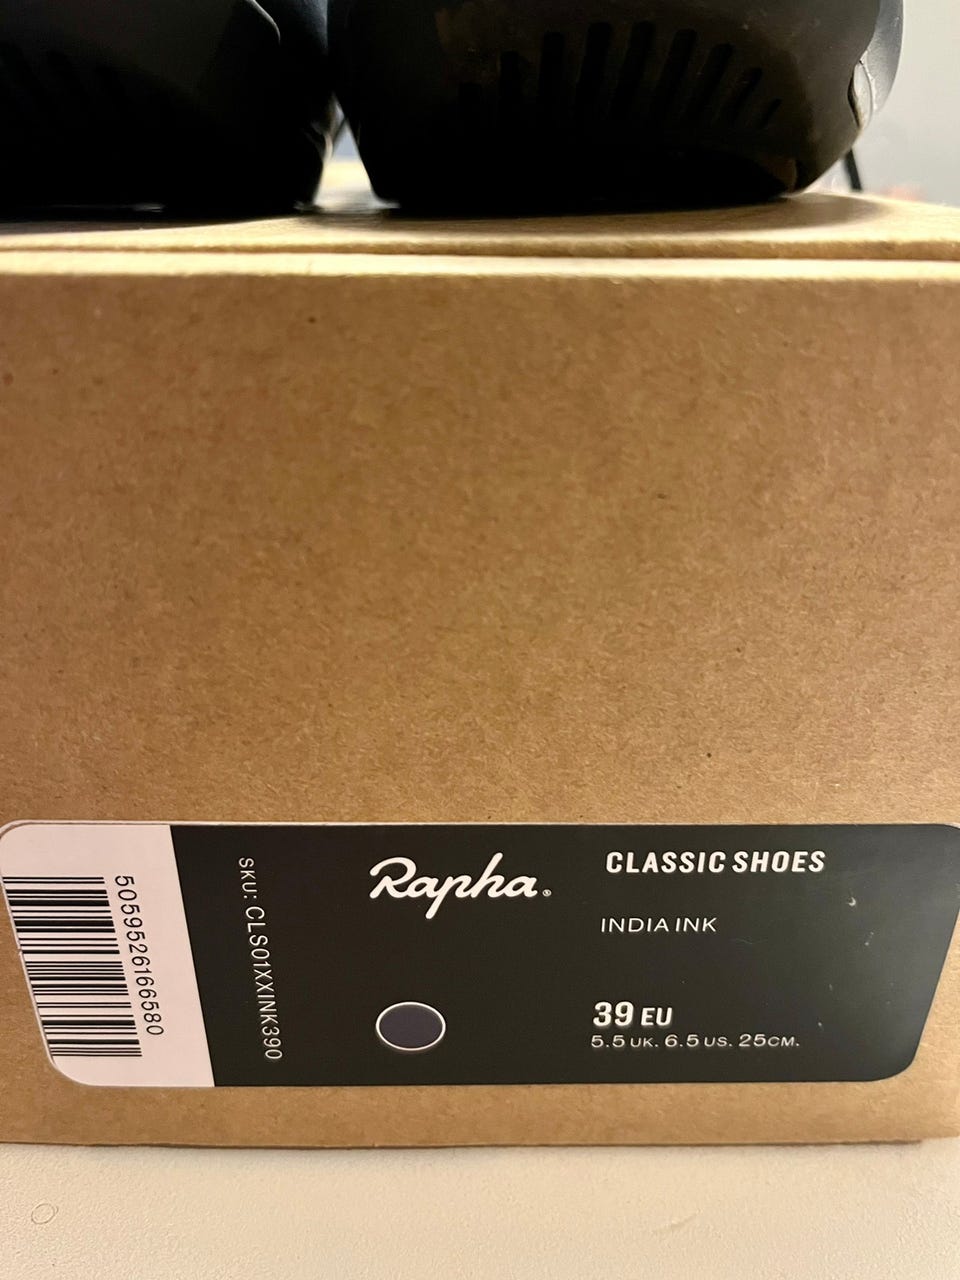 5059526166580
SKU: CLS01XXINK390
Rapha®
CLASSIC SHOES
INDIA INK
39 EU
5.5 UK. 6.5 US. 25CM.